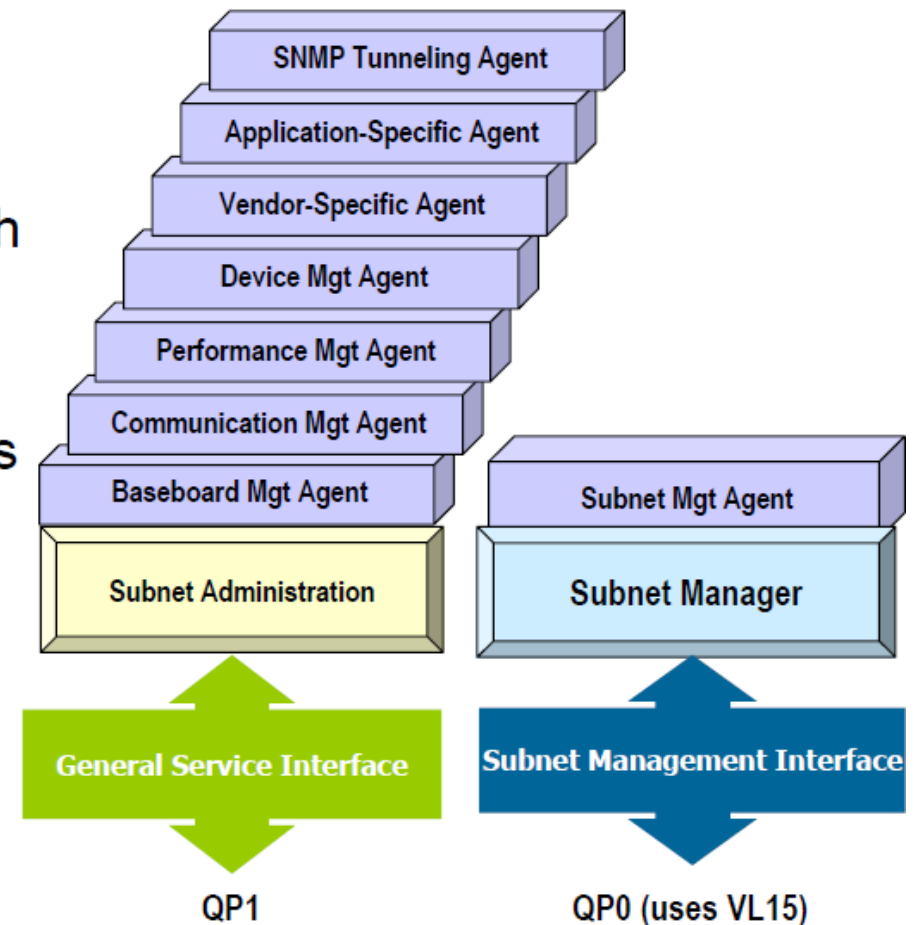 SNMP Tunneling Agent
Application-Specific Agent
Vendor-Specific Agent
h
Device Mgt Agent
Performance Mgt Agent
Communication Mgt Agent
s
Baseboard Mgt Agent
Subnet Mgt Agent
Subnet Administration
Subnet Manager
General Service Interface
Subnet Management Interface
QP1
QP0 (uses VL15)